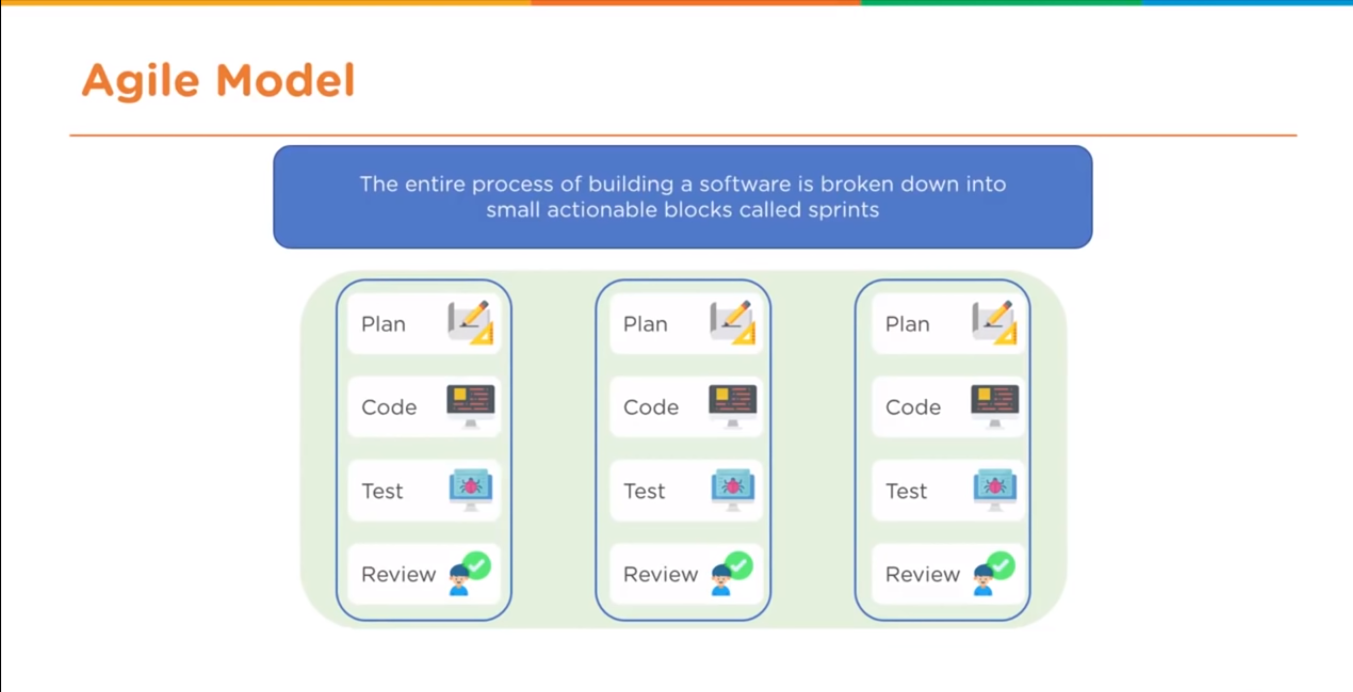 Agile Model
The entire process of building a software is broken down into
small actionable blocks called sprints
Plan
Code
Test
Review
Plan
Code
Test
Review
Plan
Code
Test
Review